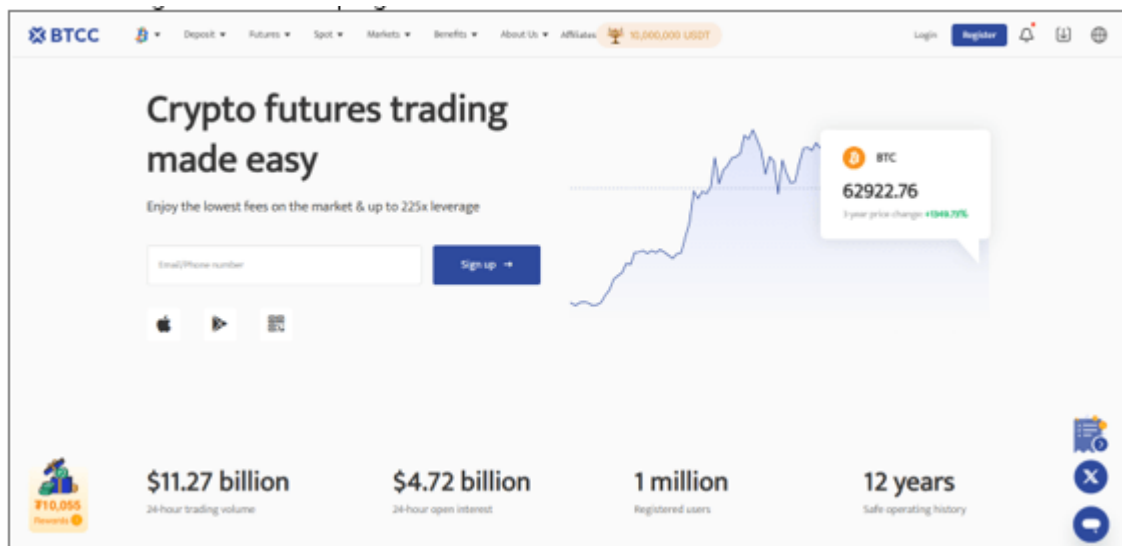 BTCC
Deposit
Futures
Spot
Markets
Benefits
About Us
Affiliates
10,000,000 USDT
Login
Register
Crypto futures trading
made easy
Enjoy the lowest fees on the market & up to 225x leverage
Email/Phone number
Sign up →
BTC
62922.76
3-year price change: +1349.73%
$11.27 billion
24-hour trading volume
$4.72 billion
24-hour open interest
1 million
Registered users
12 years
Safe operating history
₮10,055
Rewards